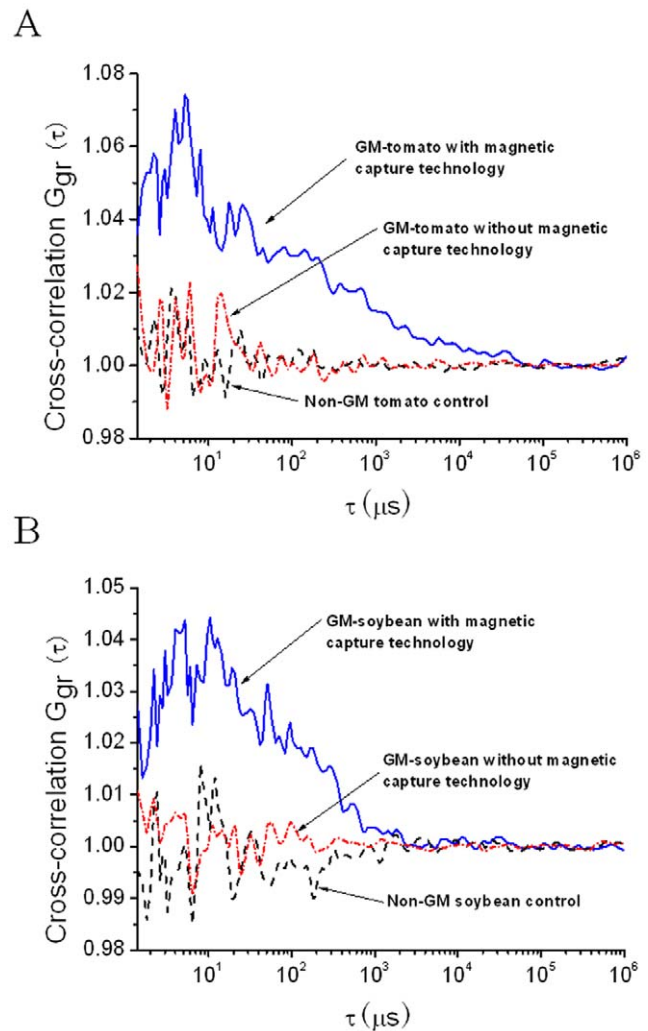 A
1.08
1.06
1.04
1.02
1.00
0.98
Cross-correlation Ggr (τ)
GM-tomato with magnetic
capture technology
GM-tomato without magnetic
capture technology
Non-GM tomato control
10¹ 10² 10³ 10⁴ 10⁵ 10⁶
τ (μs)
B
1.05
1.04
1.03
1.02
1.01
1.00
0.99
0.98
Cross-correlation Ggr (τ)
GM-soybean with magnetic
capture technology
GM-soybean without magnetic
capture technology
Non-GM soybean control
10¹ 10² 10³ 10⁴ 10⁵ 10⁶
τ (μs)